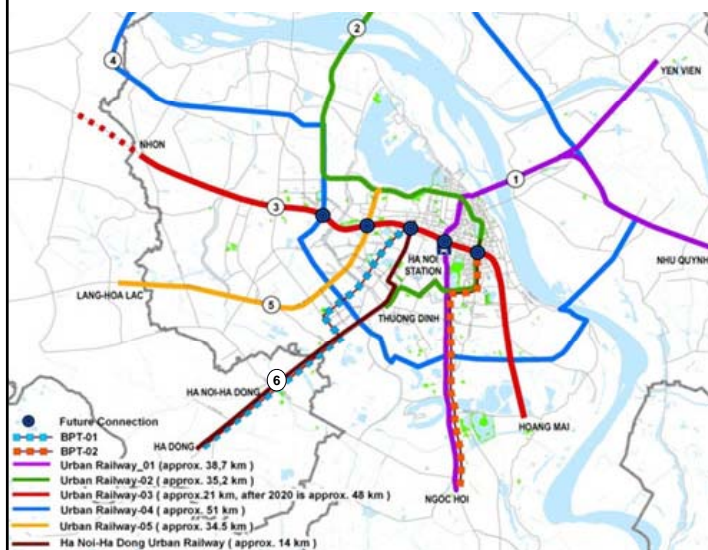 2
4
YEN VIEN
NHON
1
3
HA NOI
STATION
NHU QUYNH
LANG-HOA LAC
5
THUONG DINH
6
HA NOI-HA DONG
HOANG MAI
HA DONG
NGOC HOI
Future Connection
BPT-01
BPT-02
Urban Railway_01 (approx. 38,7 km )
Urban Railway-02 ( approx. 35,2 km )
Urban Railway-03 ( approx.21 km, after 2020 is approx. 48 km )
Urban Railway-04 ( approx. 51 km )
Urban Railway-05 ( approx. 34.5 km )
Ha Noi-Ha Dong Urban Railway ( approx. 14 km )